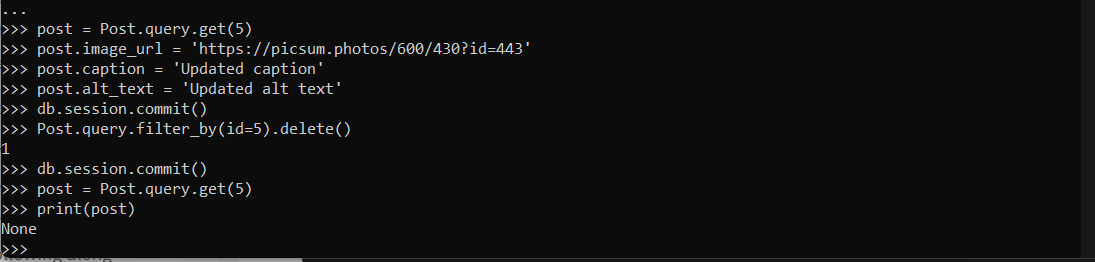 ...
>>> post = Post.query.get(5)
>>> post.image_url = 'https://picsum.photos/600/430?id=443'
>>> post.caption = 'Updated caption'
>>> post.alt_text = 'Updated alt text'
>>> db.session.commit()
>>> Post.query.filter_by(id=5).delete()
1
>>> db.session.commit()
>>> post = Post.query.get(5)
>>> print(post)
None
>>>
along